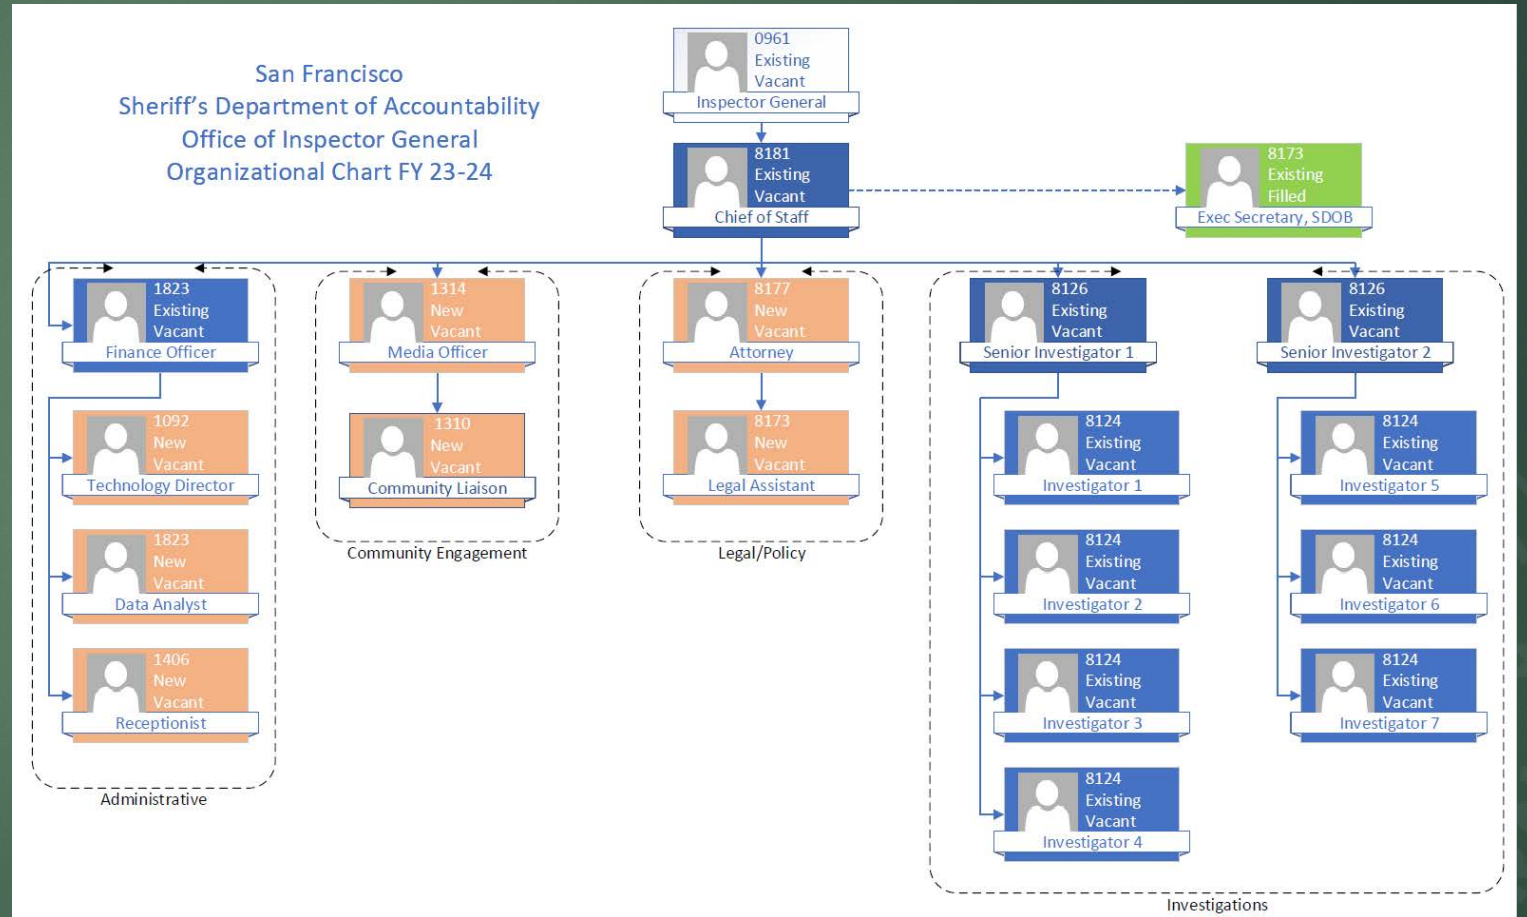 San Francisco
Sheriff's Department of Accountability
Office of Inspector General
Organizational Chart FY 23-24
0961
Existing
Vacant
Inspector General
8181
Existing
Vacant
Chief of Staff
8173
Existing
Filled
Exec Secretary, SDOB
1823
Existing
Vacant
Finance Officer
1092
New
Vacant
Technology Director
1823
New
Vacant
Data Analyst
1406
New
Vacant
Receptionist
Administrative
1314
New
Vacant
Media Officer
1310
New
Vacant
Community Liaison
Community Engagement
8177
New
Vacant
Attorney
8173
New
Vacant
Legal Assistant
Legal/Policy
8126
Existing
Vacant
Senior Investigator 1
8124
Existing
Vacant
Investigator 1
8124
Existing
Vacant
Investigator 2
8124
Existing
Vacant
Investigator 3
8124
Existing
Vacant
Investigator 4
8126
Existing
Vacant
Senior Investigator 2
8124
Existing
Vacant
Investigator 5
8124
Existing
Vacant
Investigator 6
8124
Existing
Vacant
Investigator 7
Investigations